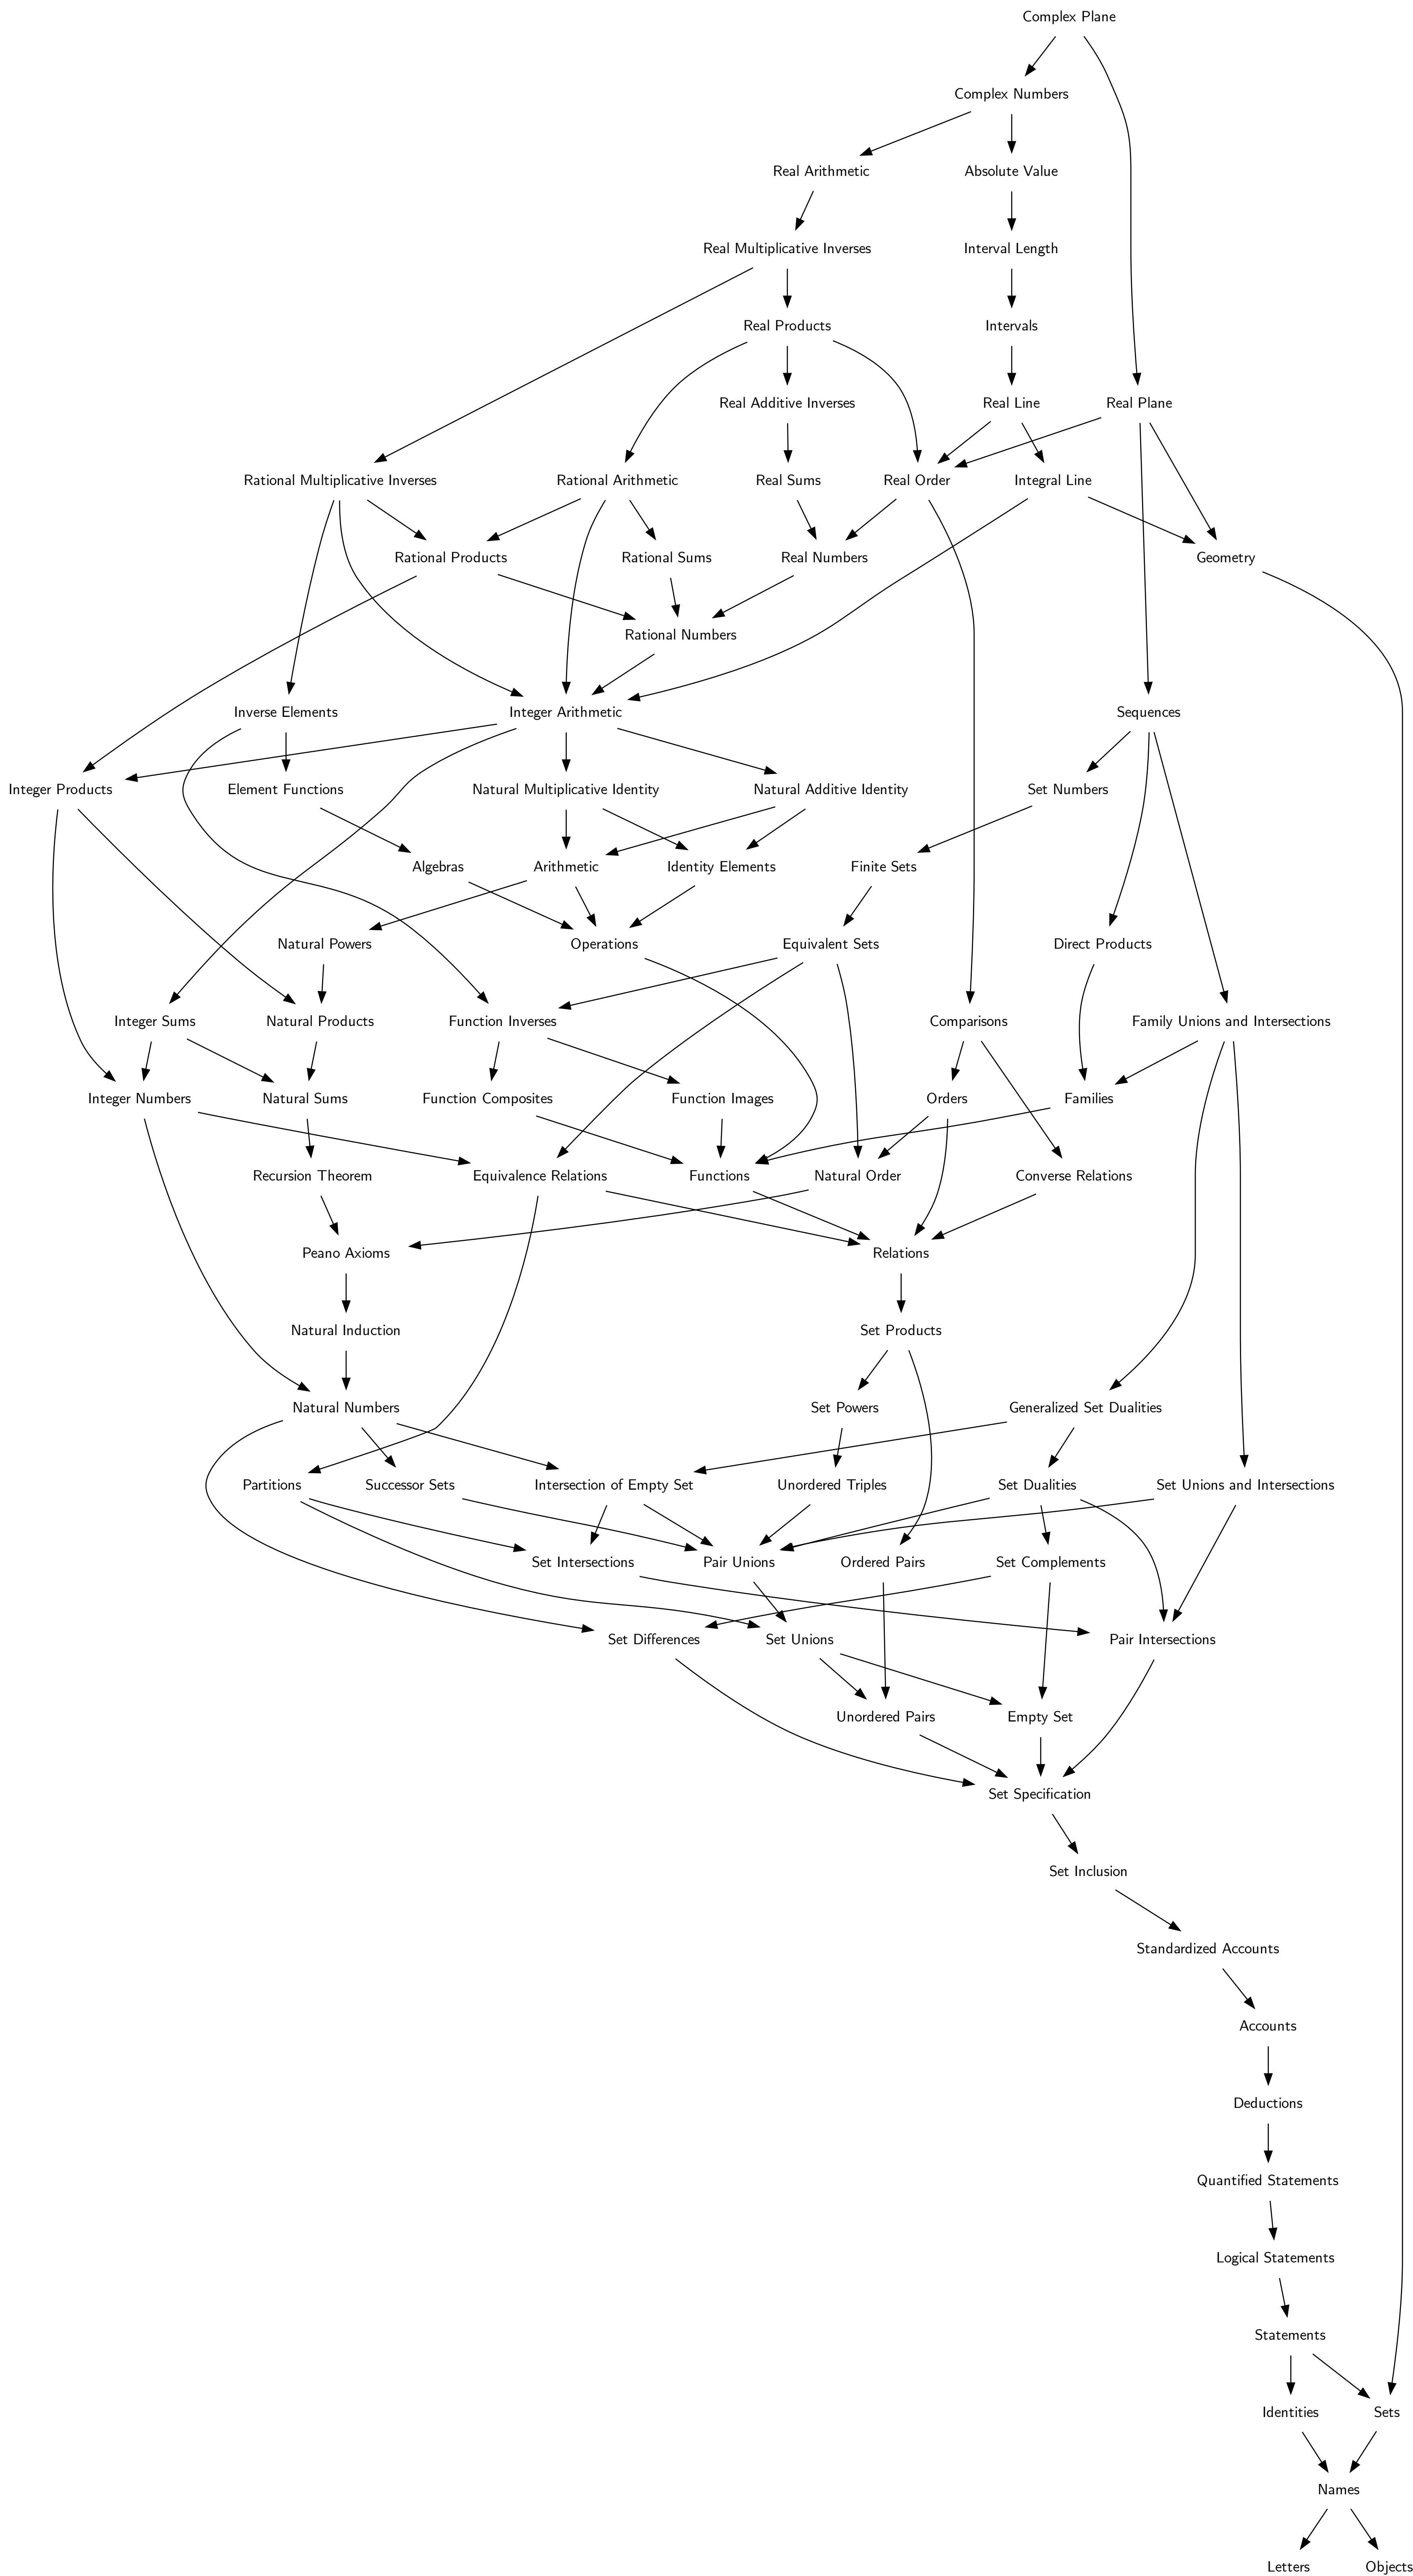 Complex Plane
Complex Numbers
Real Arithmetic
Absolute Value
Real Multiplicative Inverses
Interval Length
Real Products
Intervals
Real Additive Inverses
Real Line
Real Plane
Rational Multiplicative Inverses
Rational Arithmetic
Real Sums
Real Order
Integral Line
Rational Products
Rational Sums
Real Numbers
Geometry
Rational Numbers
Inverse Elements
Integer Arithmetic
Sequences
Integer Products
Element Functions
Natural Multiplicative Identity
Natural Additive Identity
Set Numbers
Algebras
Arithmetic
Identity Elements
Finite Sets
Natural Powers
Operations
Equivalent Sets
Direct Products
Integer Sums
Natural Products
Function Inverses
Comparisons
Family Unions and Intersections
Integer Numbers
Natural Sums
Function Composites
Function Images
Orders
Families
Recursion Theorem
Equivalence Relations
Functions
Natural Order
Converse Relations
Peano Axioms
Relations
Natural Induction
Set Products
Natural Numbers
Set Powers
Generalized Set Dualities
Partitions
Successor Sets
Intersection of Empty Set
Unordered Triples
Set Dualities
Set Unions and Intersections
Set Intersections
Pair Unions
Ordered Pairs
Set Complements
Set Differences
Set Unions
Pair Intersections
Unordered Pairs
Empty Set
Set Specification
Set Inclusion
Standardized Accounts
Accounts
Deductions
Quantified Statements
Logical Statements
Statements
Identities
Sets
Names
Letters
Objects